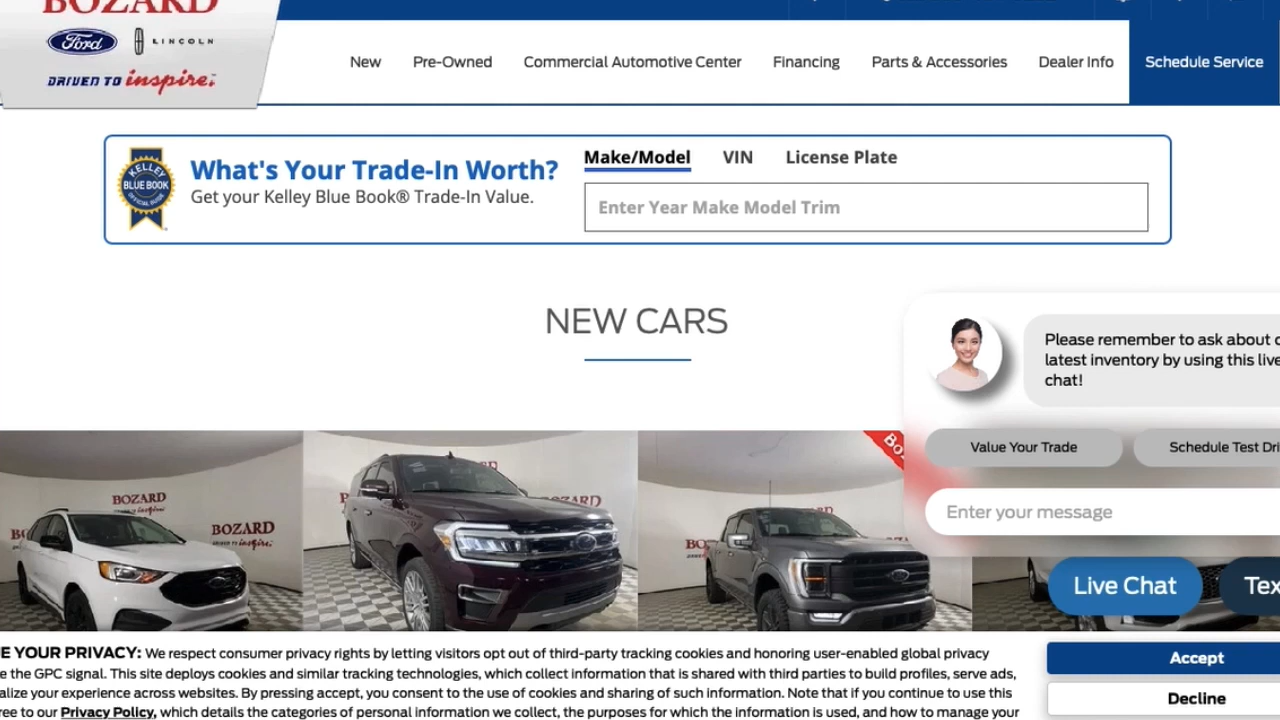 BOZARD
Ford LINCOLN
DRIVEN TO inspire.
New Pre-Owned Commercial Automotive Center Financing Parts & Accessories Dealer Info Schedule Service
KELLEY
BLUE BOOK
OFFICIAL GUIDE
What's Your Trade-In Worth?
Get your Kelley Blue Book® Trade-In Value.
Make/Model VIN License Plate
Enter Year Make Model Trim
NEW CARS
Please remember to ask about
latest inventory by using this live
chat!
Value Your Trade Schedule Test
Enter your message
BOZARD
BOZARD
inspire.
Live Chat
YOUR PRIVACY: We respect consumer privacy rights by letting visitors opt out of third-party tracking cookies and honoring user-enabled global privacy
the GPC signal. This site deploys cookies and similar tracking technologies, which collect information that is shared with third parties to build profiles, serve ads,
your experience across websites. By pressing accept, you consent to the use of cookies and sharing of such information. Note that if you continue to use this
to our Privacy Policy, which details the categories of personal information we collect, the purposes for which the information is used, and how to manage your
Accept
Decline